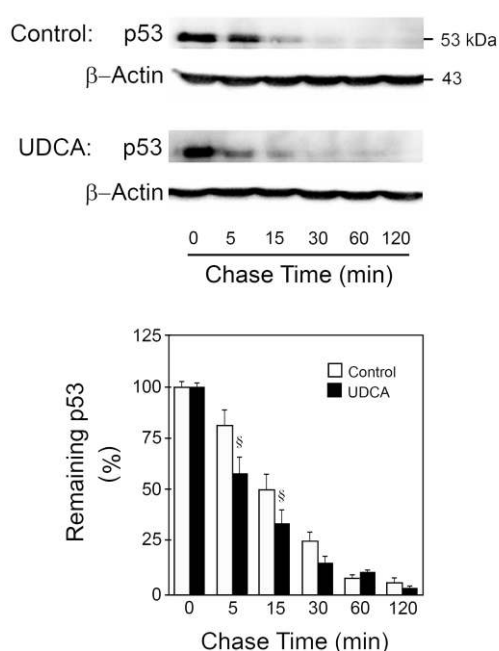 Control: p53 53 kDa
β–Actin 43
UDCA: p53
β–Actin
0 5 15 30 60 120
Chase Time (min)
125
100
75
50
25
0
Remaining p53
(%)
Control
UDCA
§
§
0 5 15 30 60 120
Chase Time (min)